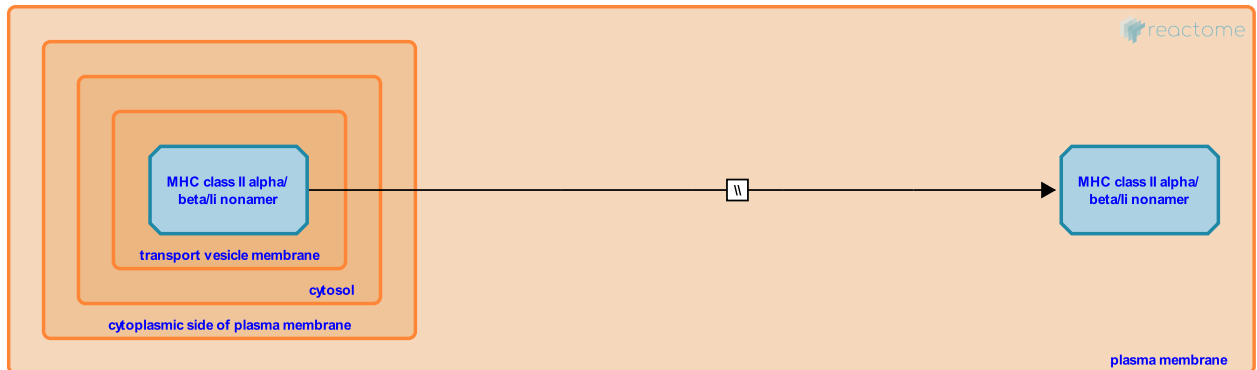 reactome
MHC class II alpha/
beta/Ii nonamer
\\
MHC class II alpha/
beta/Ii nonamer
transport vesicle membrane
cytosol
cytoplasmic side of plasma membrane
plasma membrane